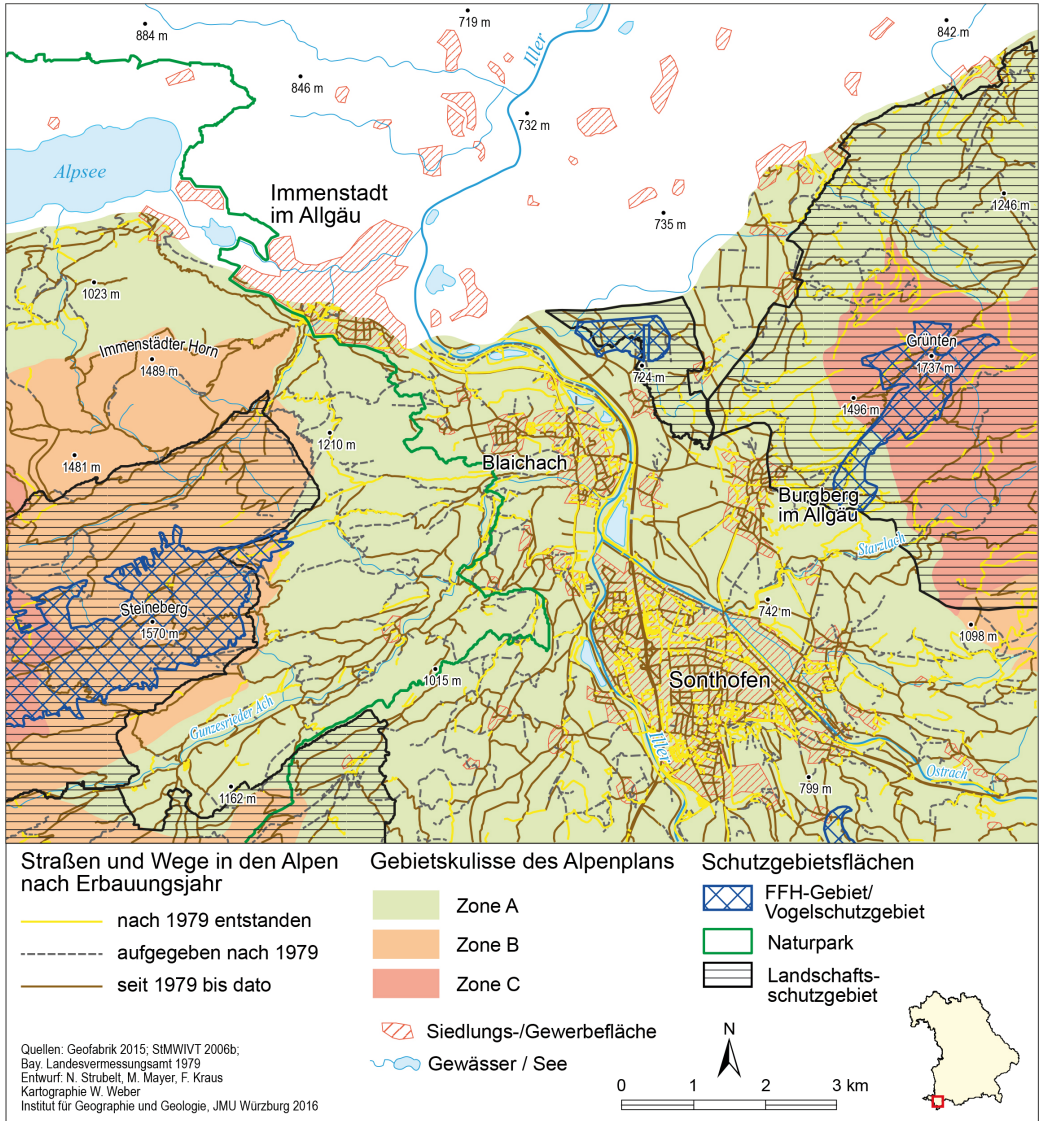 884 m
719 m
842 m
Iller
846 m
732 m
Alpsee
Immenstadt
im Allgäu
1246 m
735 m
1023 m
Immenstädter Horn
1489 m
Grünten
1737 m
724 m
1496 m
1210 m
1481 m
Blaichach
Burgberg
im Allgäu
Starzlach
Steineberg
1570 m
742 m
1098 m
1015 m
Sonthofen
Gunzesrieder Ach
Iller
Ostrach
1162 m
799 m
Straßen und Wege in den Alpen
nach Erbauungsjahr
nach 1979 entstanden
aufgegeben nach 1979
seit 1979 bis dato
Gebietskulisse des Alpenplans
Zone A
Zone B
Zone C
Schutzgebietsflächen
FFH-Gebiet/
Vogelschutzgebiet
Naturpark
Landschafts-
schutzgebiet
Siedlungs-/Gewerbefläche
Gewässer / See
N
0 1 2 3 km
Quellen: Geofabrik 2015; StMWIVT 2006b;
Bay. Landesvermessungsamt 1979
Entwurf: N. Strubelt, M. Mayer, F. Kraus
Kartographie W. Weber
Institut für Geographie und Geologie, JMU Würzburg 2016